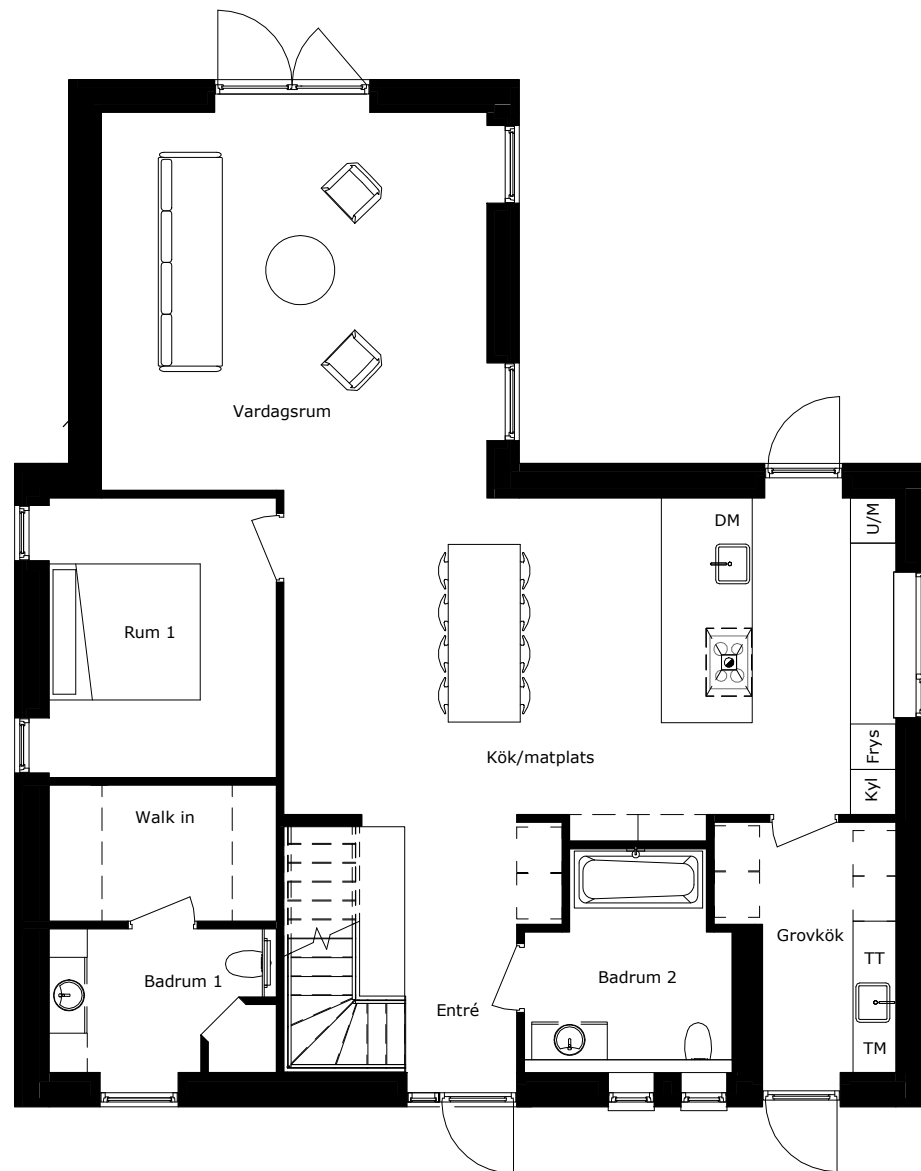 Vardagsrum
DM
U/M
Rum 1
Kök/matplats
Frys
Kyl
Walk in
Grovkök
Badrum 1
Badrum 2
TT
Entré
TM